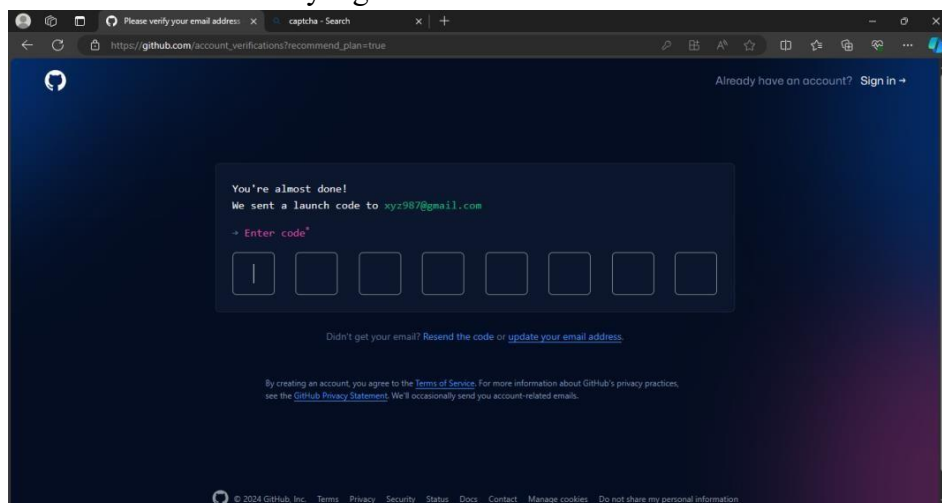 Please verify your email address
captcha - Search
https://github.com/account_verifications?recommend_plan=true
Already have an account? Sign in →
You're almost done!
We sent a launch code to xyz987@gmail.com
→ Enter code*
Didn't get your email? Resend the code or update your email address.
By creating an account, you agree to the Terms of Service. For more information about GitHub's privacy practices,
see the GitHub Privacy Statement. We'll occasionally send you account-related emails.
© 2024 GitHub, Inc. Terms Privacy Security Status Docs Contact Manage cookies Do not share my personal information